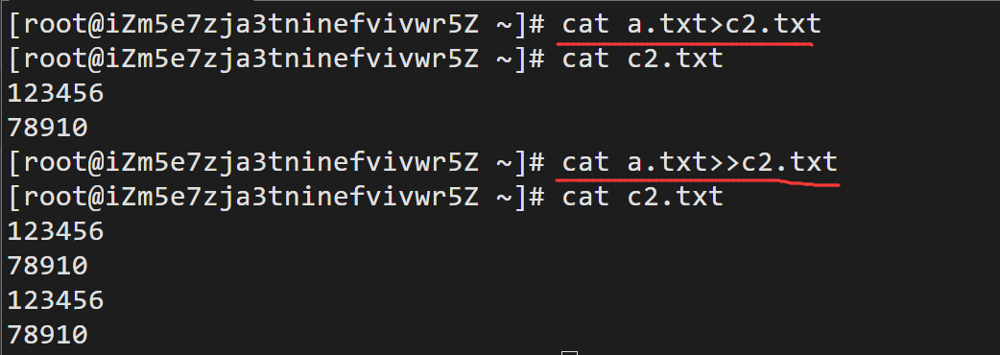 [root@iZm5e7zja3tninefvivwr5Z ~]# cat a.txt>c2.txt
[root@iZm5e7zja3tninefvivwr5Z ~]# cat c2.txt
123456
78910
[root@iZm5e7zja3tninefvivwr5Z ~]# cat a.txt>>c2.txt
[root@iZm5e7zja3tninefvivwr5Z ~]# cat c2.txt
123456
78910
123456
78910